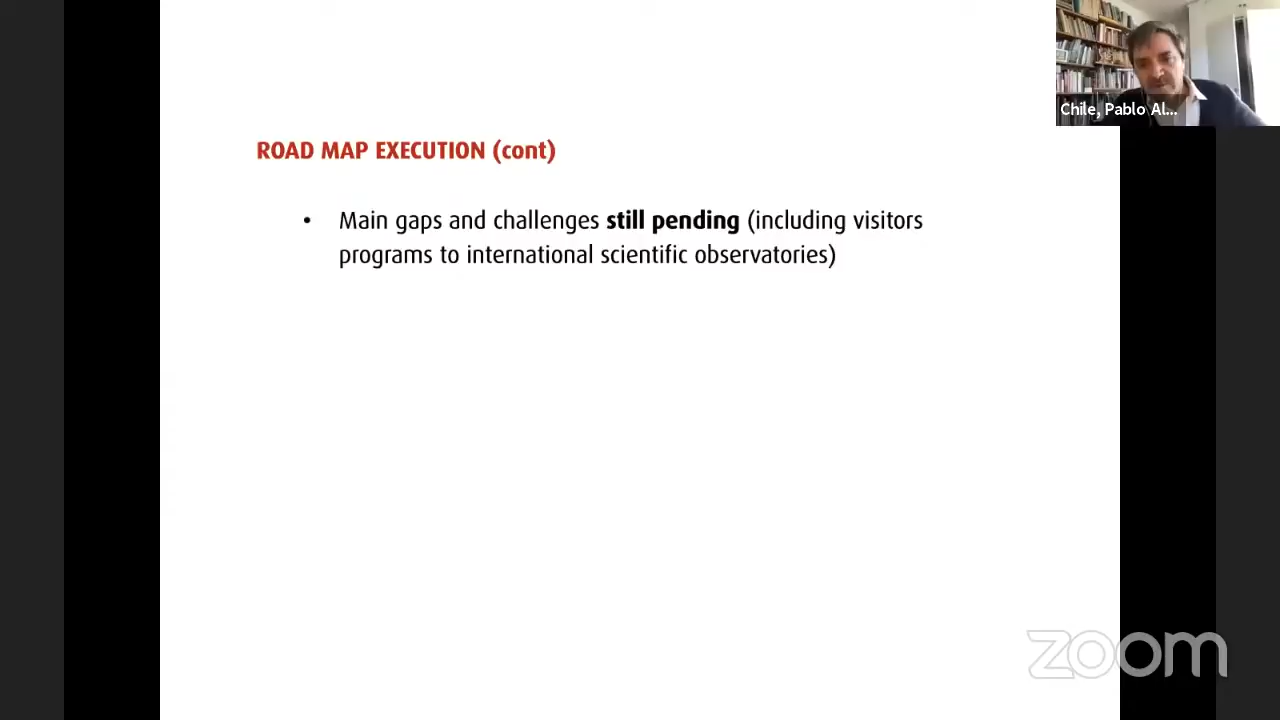 Chile, Pablo Al...
ROAD MAP EXECUTION (cont)
• Main gaps and challenges still pending (including visitors
programs to international scientific observatories)
zoom